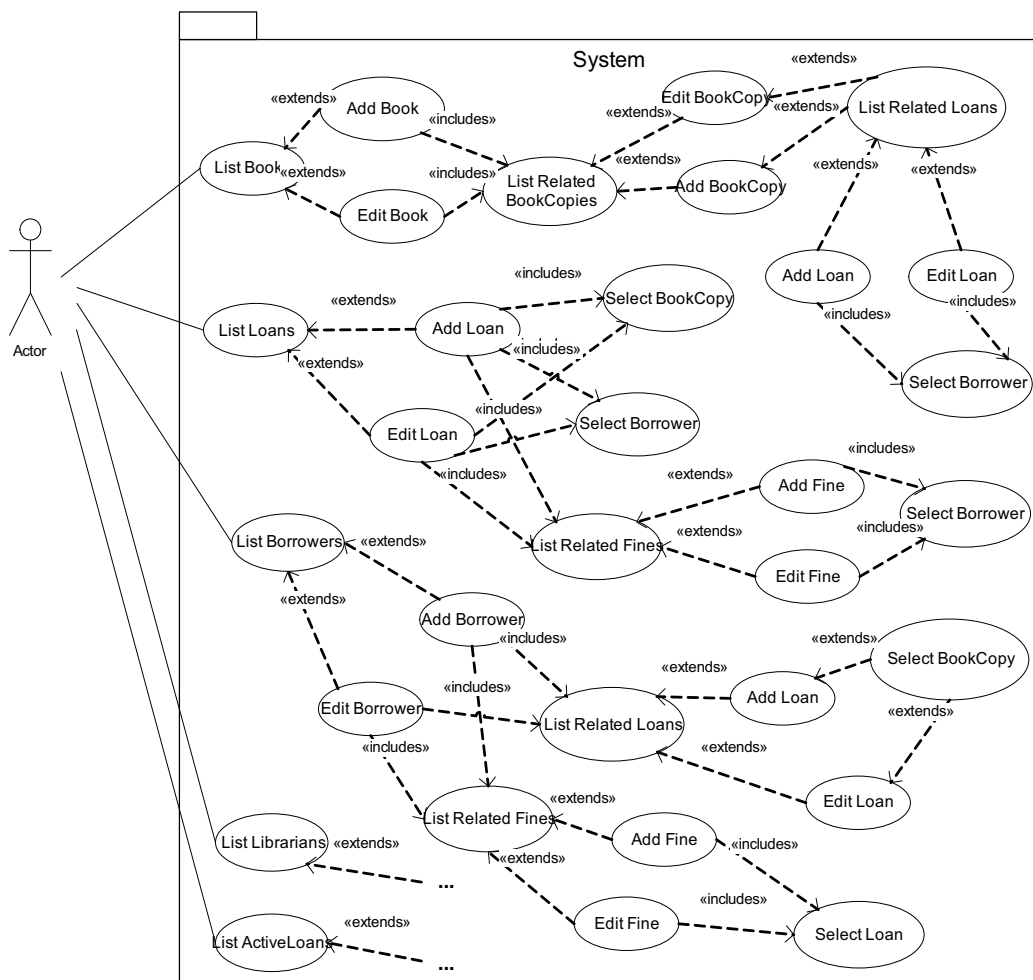 System
«extends»
«extends»
Edit BookCopy
List Related Loans
Add Book
«extends»
«includes»
«extends»
«extends»
List Book
«extends»
«includes»
List Related
BookCopies
«extends»
Add BookCopy
«extends»
«extends»
Edit Book
Actor
Add Loan
Edit Loan
«includes»
«includes»
Select Borrower
List Loans
«extends»
Add Loan
«includes»
Select BookCopy
«extends»
«includes»
Edit Loan
«includes»
Select Borrower
«includes»
List Related Fines
«extends»
Add Fine
«includes»
Select Borrower
«extends»
«includes»
Edit Fine
List Borrowers
«extends»
«extends»
Add Borrower
«includes»
Edit Borrower
«includes»
«includes»
List Related Loans
«extends»
Add Loan
«extends»
Select BookCopy
«extends»
«extends»
Edit Loan
List Related Fines
«extends»
Add Fine
«includes»
«extends»
Edit Fine
«includes»
Select Loan
List Librarians
«extends»
...
List ActiveLoans
«extends»
...